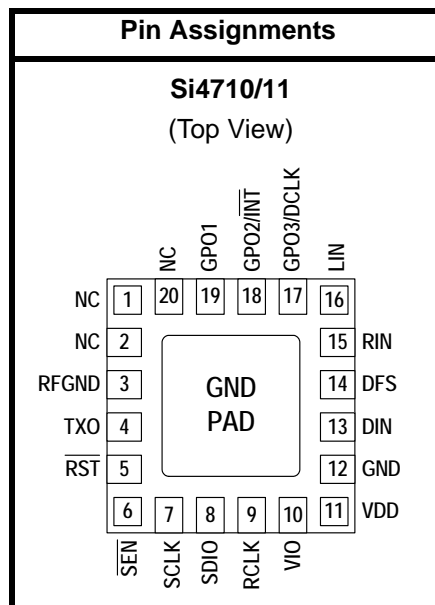 Pin Assignments
Si4710/11
(Top View)
NC
GPO1
GPO2/INT
GPO3/DCLK
LIN
NC 1 20 19 18 17 16
NC 2 15 RIN
RFGND 3 GND 14 DFS
TXO 4 PAD 13 DIN
RST 5 12 GND
6 7 8 9 10 11 VDD
SEN
SCLK
SDIO
RCLK
VIO